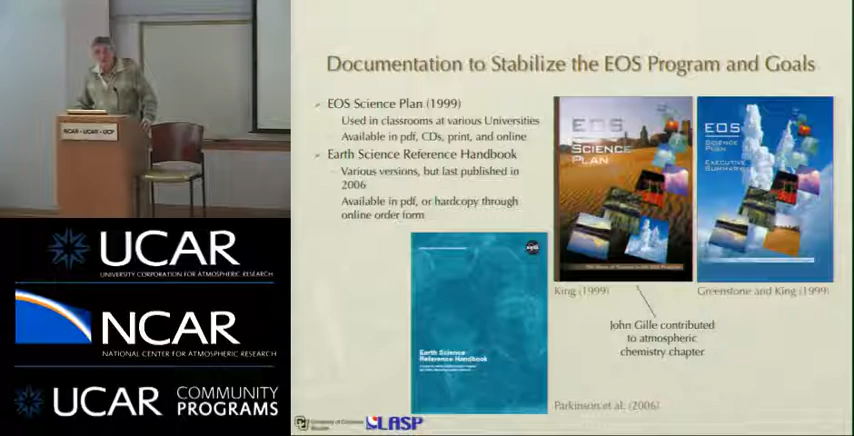 Documentation to Stabilize the EOS Program and Goals
EOS Science Plan (1999)
Used in classrooms at various Universities
Available in pdf, CDs, print, and online
Earth Science Reference Handbook
Various versions, but last published in
2006
Available in pdf, or hardcopy through
online order form
EOS
SCIENCE
PLAN
EOS
SCIENCE
PLAN
EXECUTIVE
SUMMARY
King (1999)
Greenstone and King (1999)
John Gille contributed
to atmospheric
chemistry chapter
Earth Science
Reference Handbook
Parkinson et al. (2006)
University of Colorado
Boulder
LASP
NCAR · UCAR · UCP
UCAR
UNIVERSITY CORPORATION FOR ATMOSPHERIC RESEARCH
NCAR
NATIONAL CENTER FOR ATMOSPHERIC RESEARCH
UCAR COMMUNITY
PROGRAMS